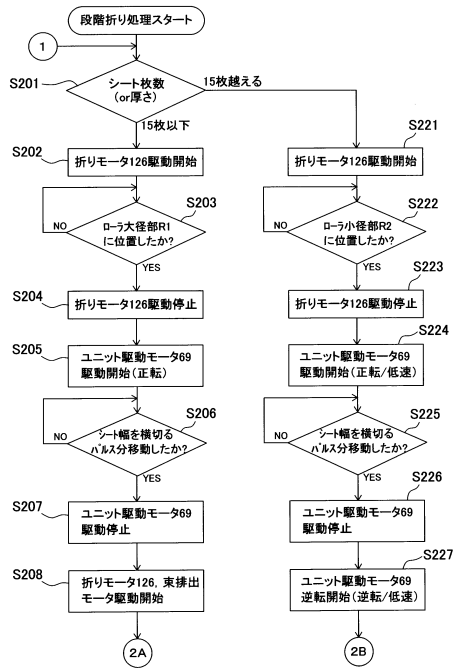 段階折り処理スタート
1
S201
シート枚数
(or厚さ)
15枚越える
15枚以下
S202
折りモータ126駆動開始
S203
ローラ大径部R1
に位置したか?
NO
YES
S204
折りモータ126駆動停止
S205
ユニット駆動モータ69
駆動開始(正転)
S206
シート幅を横切る
パルス分移動したか?
NO
YES
S207
ユニット駆動モータ69
駆動停止
S208
折りモータ126, 束排出
モータ駆動開始
2A
S221
折りモータ126駆動開始
S222
ローラ小径部R2
に位置したか?
NO
YES
S223
折りモータ126駆動停止
S224
ユニット駆動モータ69
駆動開始(正転/低速)
S225
シート幅を横切る
パルス分移動したか?
NO
YES
S226
ユニット駆動モータ69
駆動停止
S227
ユニット駆動モータ69
逆転開始(逆転/低速)
2B